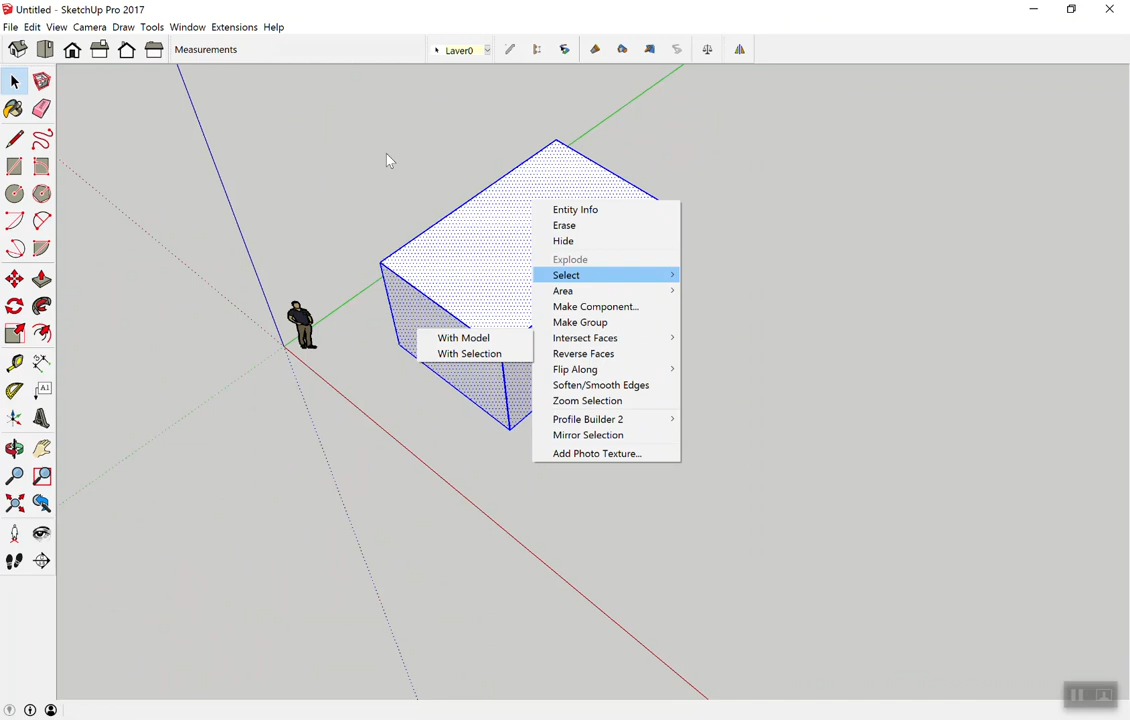 Untitled - SketchUp Pro 2017
File Edit View Camera Draw Tools Window Extensions Help
Measurements
Layer0
A1
Entity Info
Erase
Hide
Explode
Select
Area
Make Component...
Make Group
Intersect Faces
With Model
With Selection
Reverse Faces
Flip Along
Soften/Smooth Edges
Zoom Selection
Profile Builder 2
Mirror Selection
Add Photo Texture...